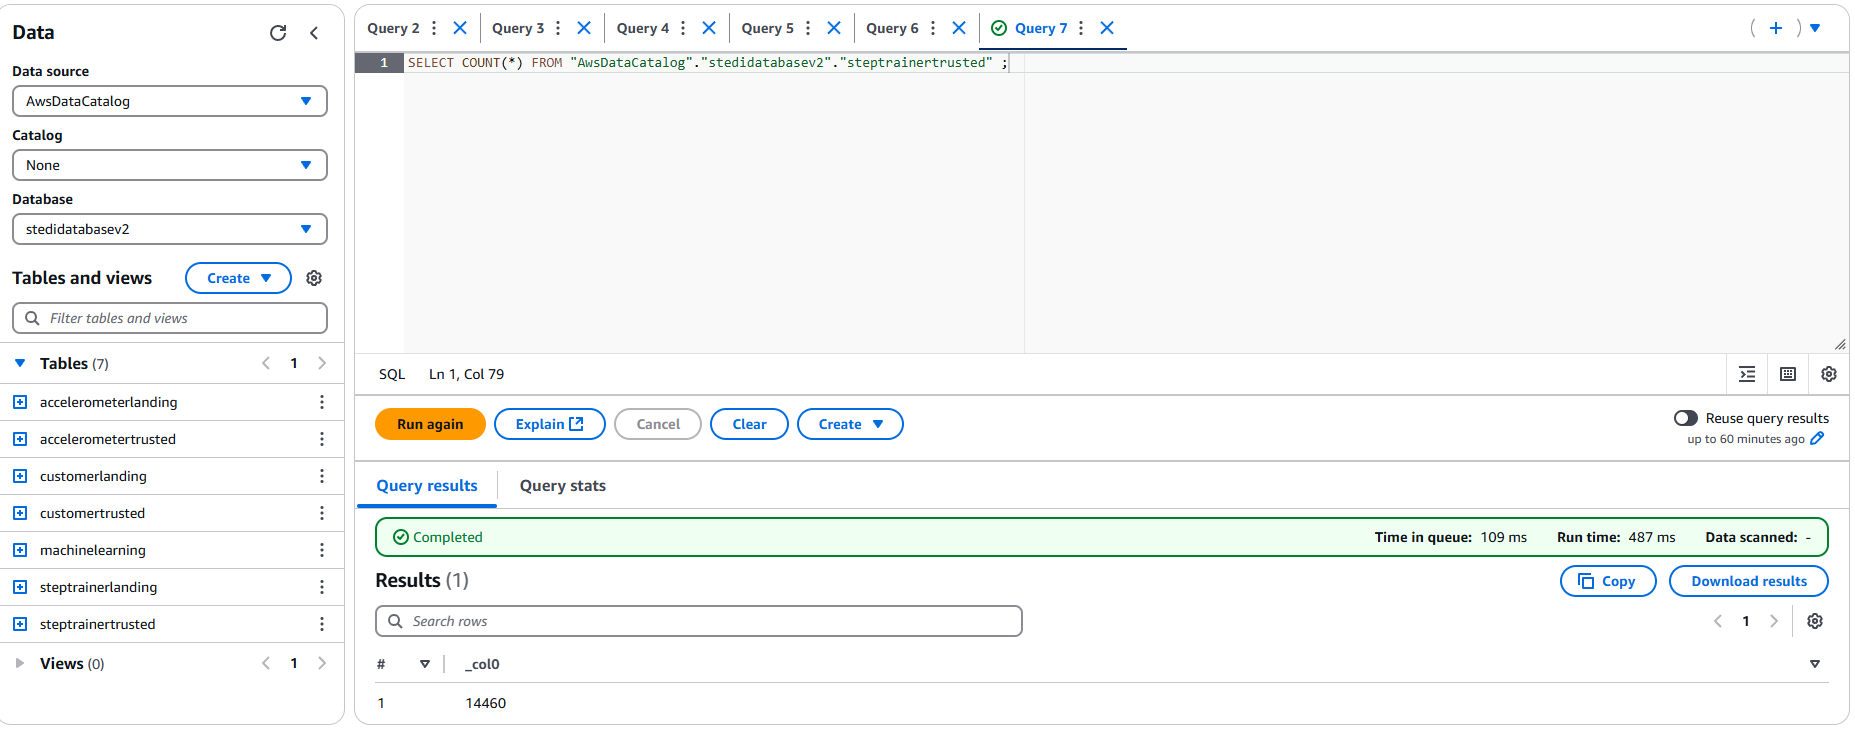 Data
Data source
AwsDataCatalog
Catalog
None
Database
stedidatabasev2
Tables and views
Create
Filter tables and views
Tables (7)
1
accelerometerlanding
accelerometertrusted
customerlanding
customertrusted
machinelearning
steptrainerlanding
steptrainertrusted
Views (0)
1
Query 2
Query 3
Query 4
Query 5
Query 6
Query 7
1 SELECT COUNT(*) FROM "AwsDataCatalog"."stedidatabasev2"."steptrainertrusted" ;
SQL Ln 1, Col 79
Run again
Explain
Cancel
Clear
Create
Reuse query results
up to 60 minutes ago
Query results
Query stats
Completed
Time in queue: 109 ms Run time: 487 ms Data scanned: -
Results (1)
Copy
Download results
Search rows
1
# _col0
1 14460